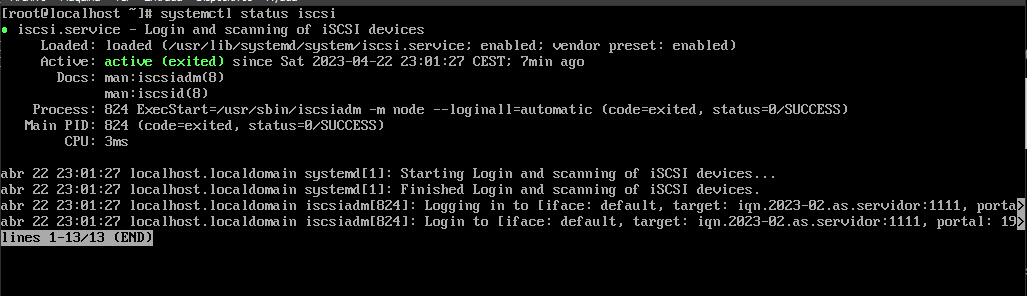 [root@localhost ~]# systemctl status iscsi
● iscsi.service - Login and scanning of iSCSI devices
Loaded: loaded (/usr/lib/systemd/system/iscsi.service; enabled; vendor preset: enabled)
Active: active (exited) since Sat 2023-04-22 23:01:27 CEST; 7min ago
Docs: man:iscsiadm(8)
man:iscsid(8)
Process: 824 ExecStart=/usr/sbin/iscsiadm -m node --loginall=automatic (code=exited, status=0/SUCCESS)
Main PID: 824 (code=exited, status=0/SUCCESS)
CPU: 3ms
abr 22 23:01:27 localhost.localdomain systemd[1]: Starting Login and scanning of iSCSI devices...
abr 22 23:01:27 localhost.localdomain systemd[1]: Finished Login and scanning of iSCSI devices.
abr 22 23:01:27 localhost.localdomain iscsiadm[824]: Logging in to [iface: default, target: iqn.2023-02.as.servidor:1111, porta>
abr 22 23:01:27 localhost.localdomain iscsiadm[824]: Login to [iface: default, target: iqn.2023-02.as.servidor:1111, portal: 19>
lines 1-13/13 (END)